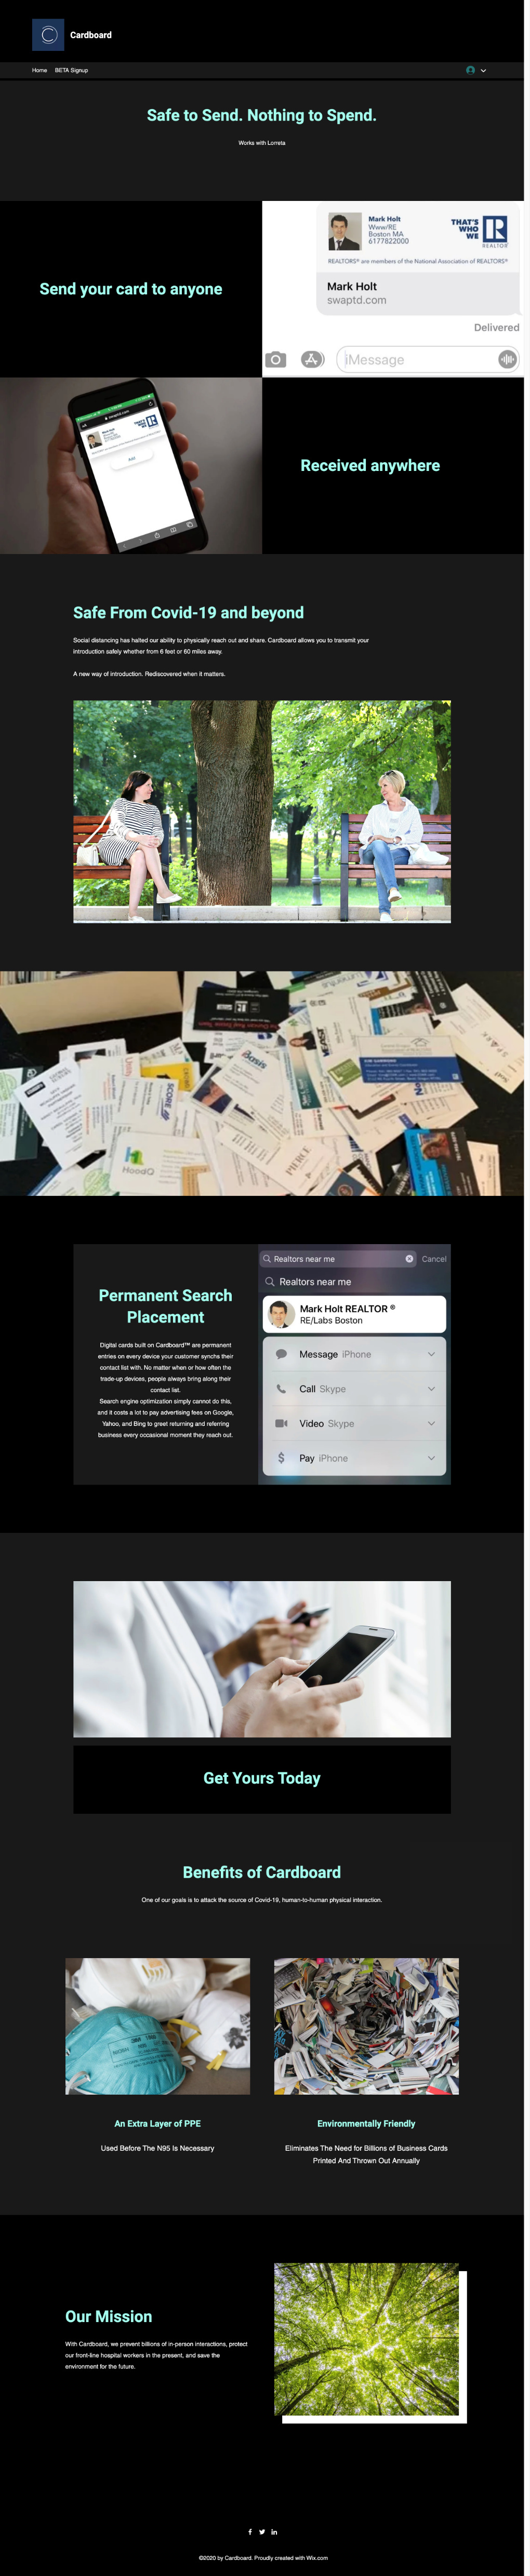 Cardboard
Home
BETA Signup
Safe to Send. Nothing to Spend.
Works with Lorreta
Send your card to anyone
Mark Holt
Www/RE
Boston MA
6177822000
THAT'S
WHO
WE
R
REALTOR
REALTORS® are members of the National Association of REALTORS®
Mark Holt
swaptd.com
Delivered
iMessage
swaptd.com
Add
Received anywhere
Safe From Covid-19 and beyond
Social distancing has halted our ability to physically reach out and share. Cardboard allows you to transmit your
introduction safely whether from 6 feet or 60 miles away.
A new way of introduction. Rediscovered when it matters.
iBasis
SCORE
HoodQ
PIERCE
Permanent Search
Placement
Digital cards built on Cardboard™ are permanent
entries on every device your customer synchs their
contact list with. No matter when or how often the
trade-up devices, people always bring along their
contact list.
Search engine optimization simply cannot do this,
and it costs a lot to pay advertising fees on Google,
Yahoo, and Bing to greet returning and referring
business every occasional moment they reach out.
Realtors near me
Cancel
Realtors near me
Mark Holt REALTOR ®
RE/Labs Boston
Message iPhone
Call Skype
Video Skype
$ Pay iPhone
Get Yours Today
Benefits of Cardboard
One of our goals is to attack the source of Covid-19, human-to-human physical interaction.
An Extra Layer of PPE
Used Before The N95 Is Necessary
Environmentally Friendly
Eliminates The Need for Billions of Business Cards
Printed And Thrown Out Annually
Our Mission
With Cardboard, we prevent billions of in-person interactions, protect
our front-line hospital workers in the present, and save the
environment for the future.
©2020 by Cardboard. Proudly created with Wix.com